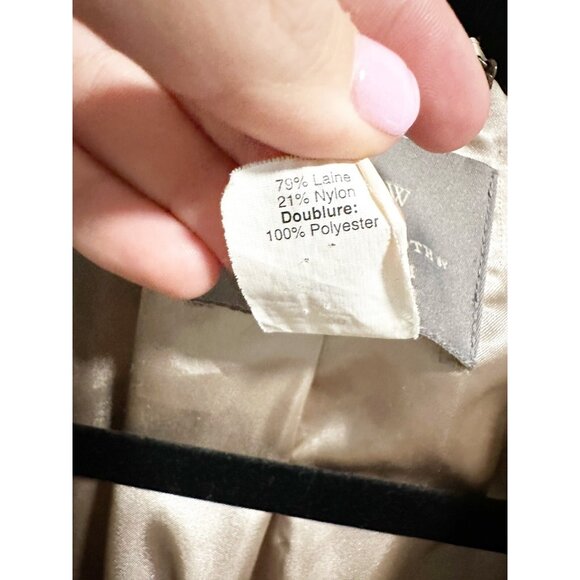 79% Laine
21% Nylon
Doublure:
100% Polyester
W